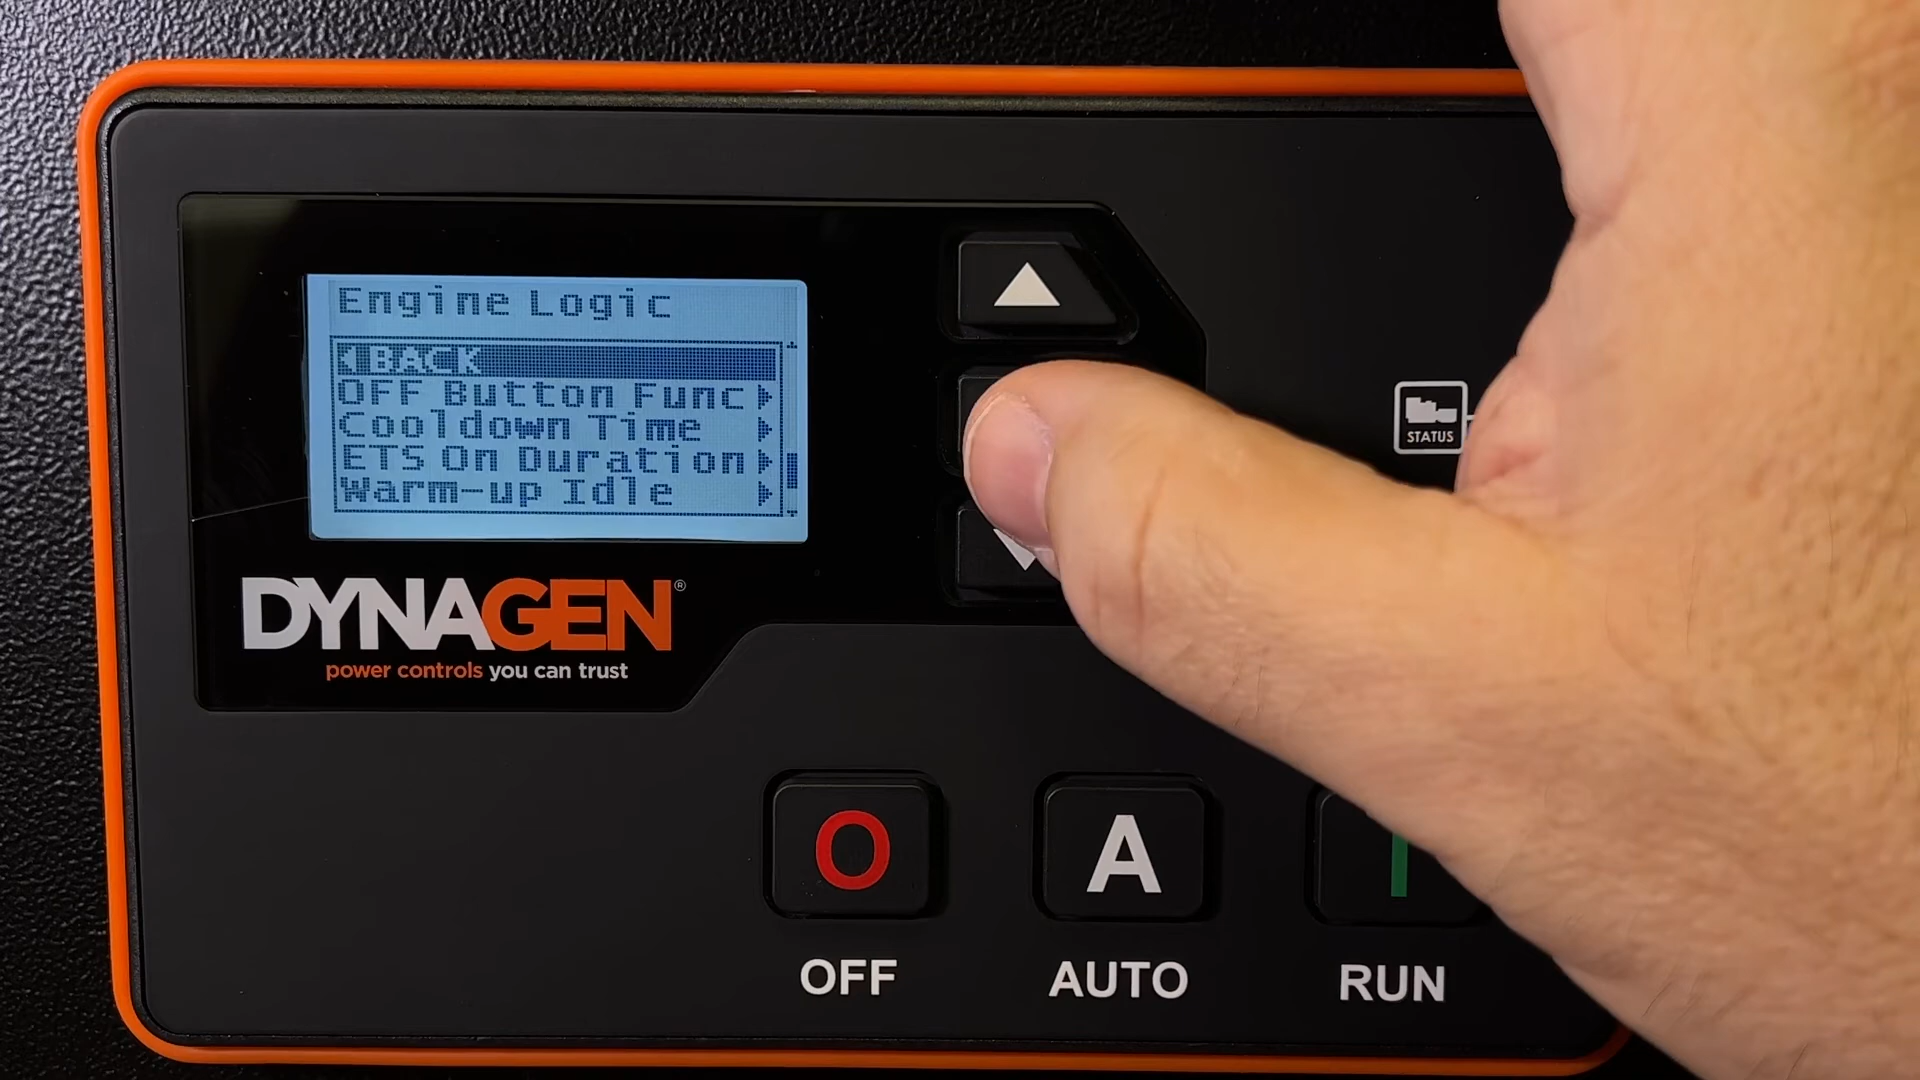 Engine Logic
BACK
OFF Button Func
Cooldown Time
ETS On Duration
Warm-up Idle
DYNAGEN®
power controls you can trust
STATUS
O
A
I
OFF
AUTO
RUN